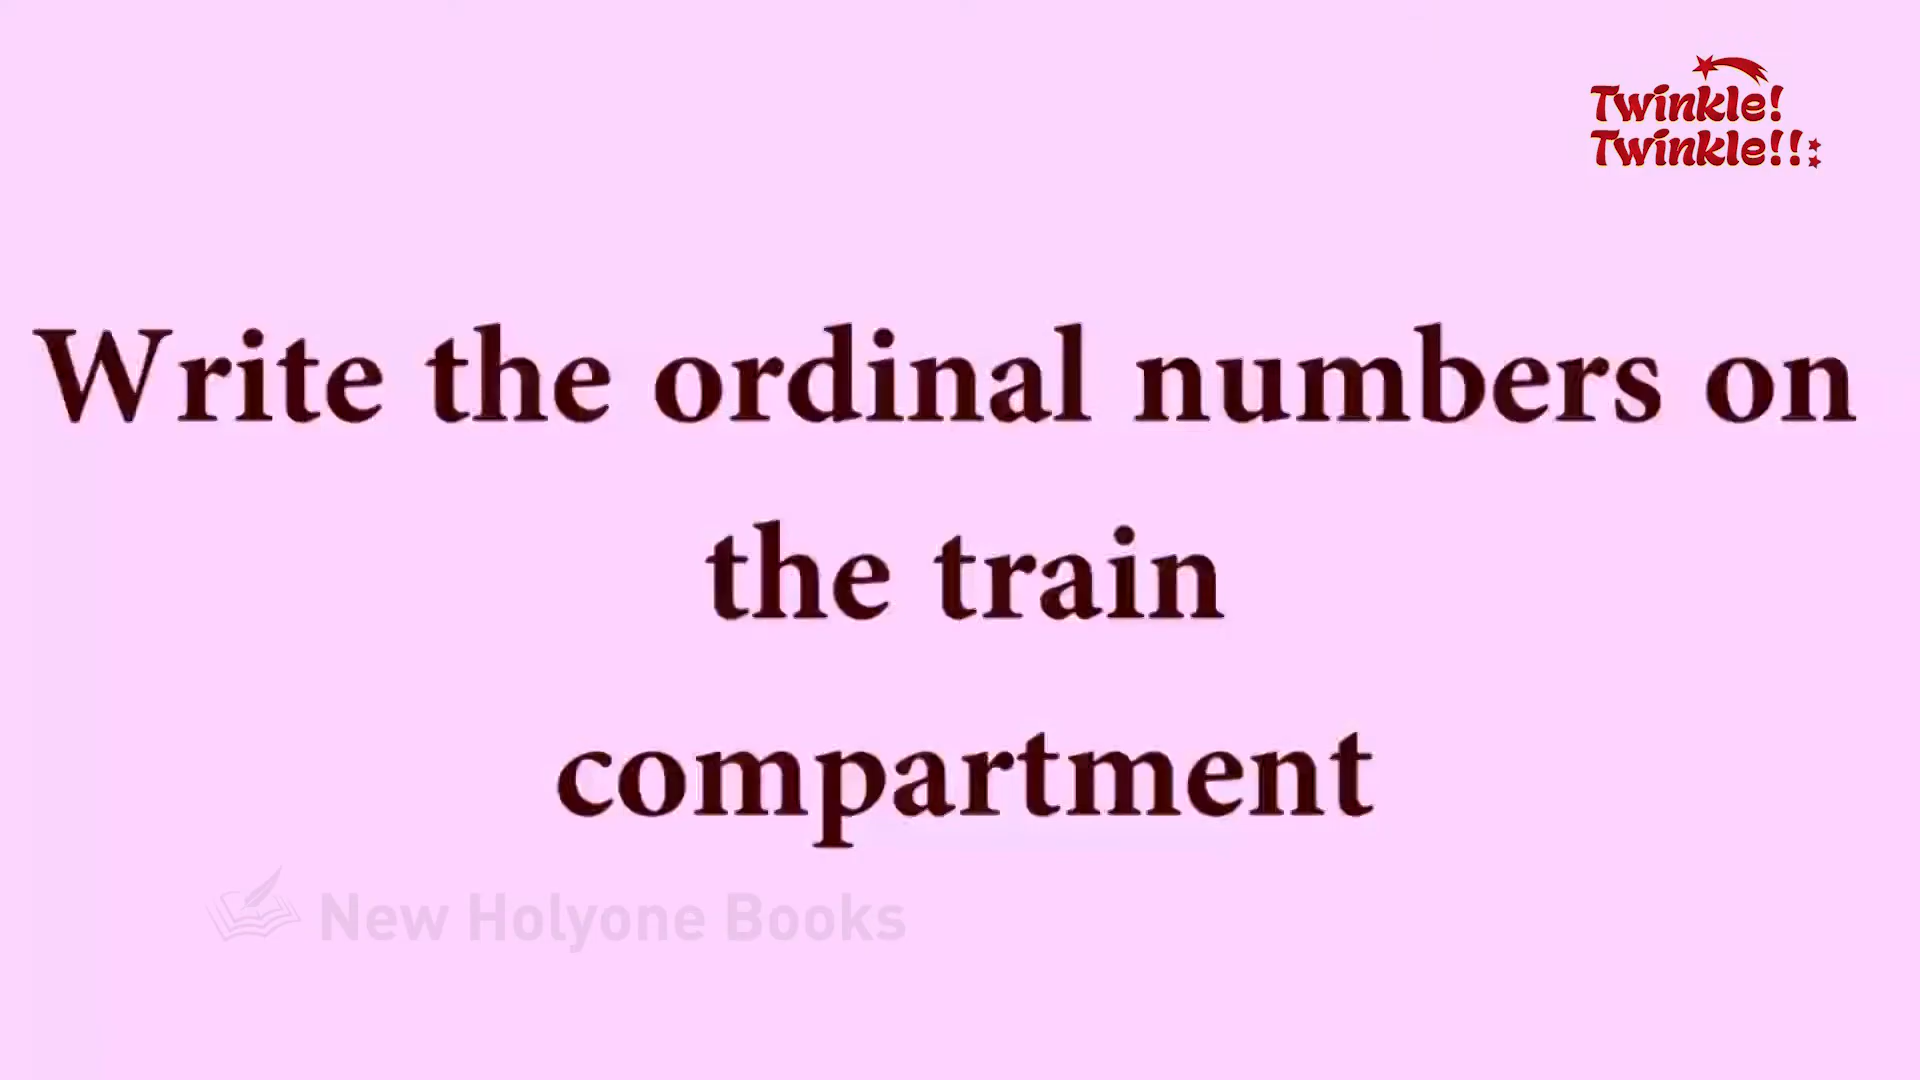 Twinkle!
Twinkle!!
Write the ordinal numbers on
the train
compartment
New Holyone Books